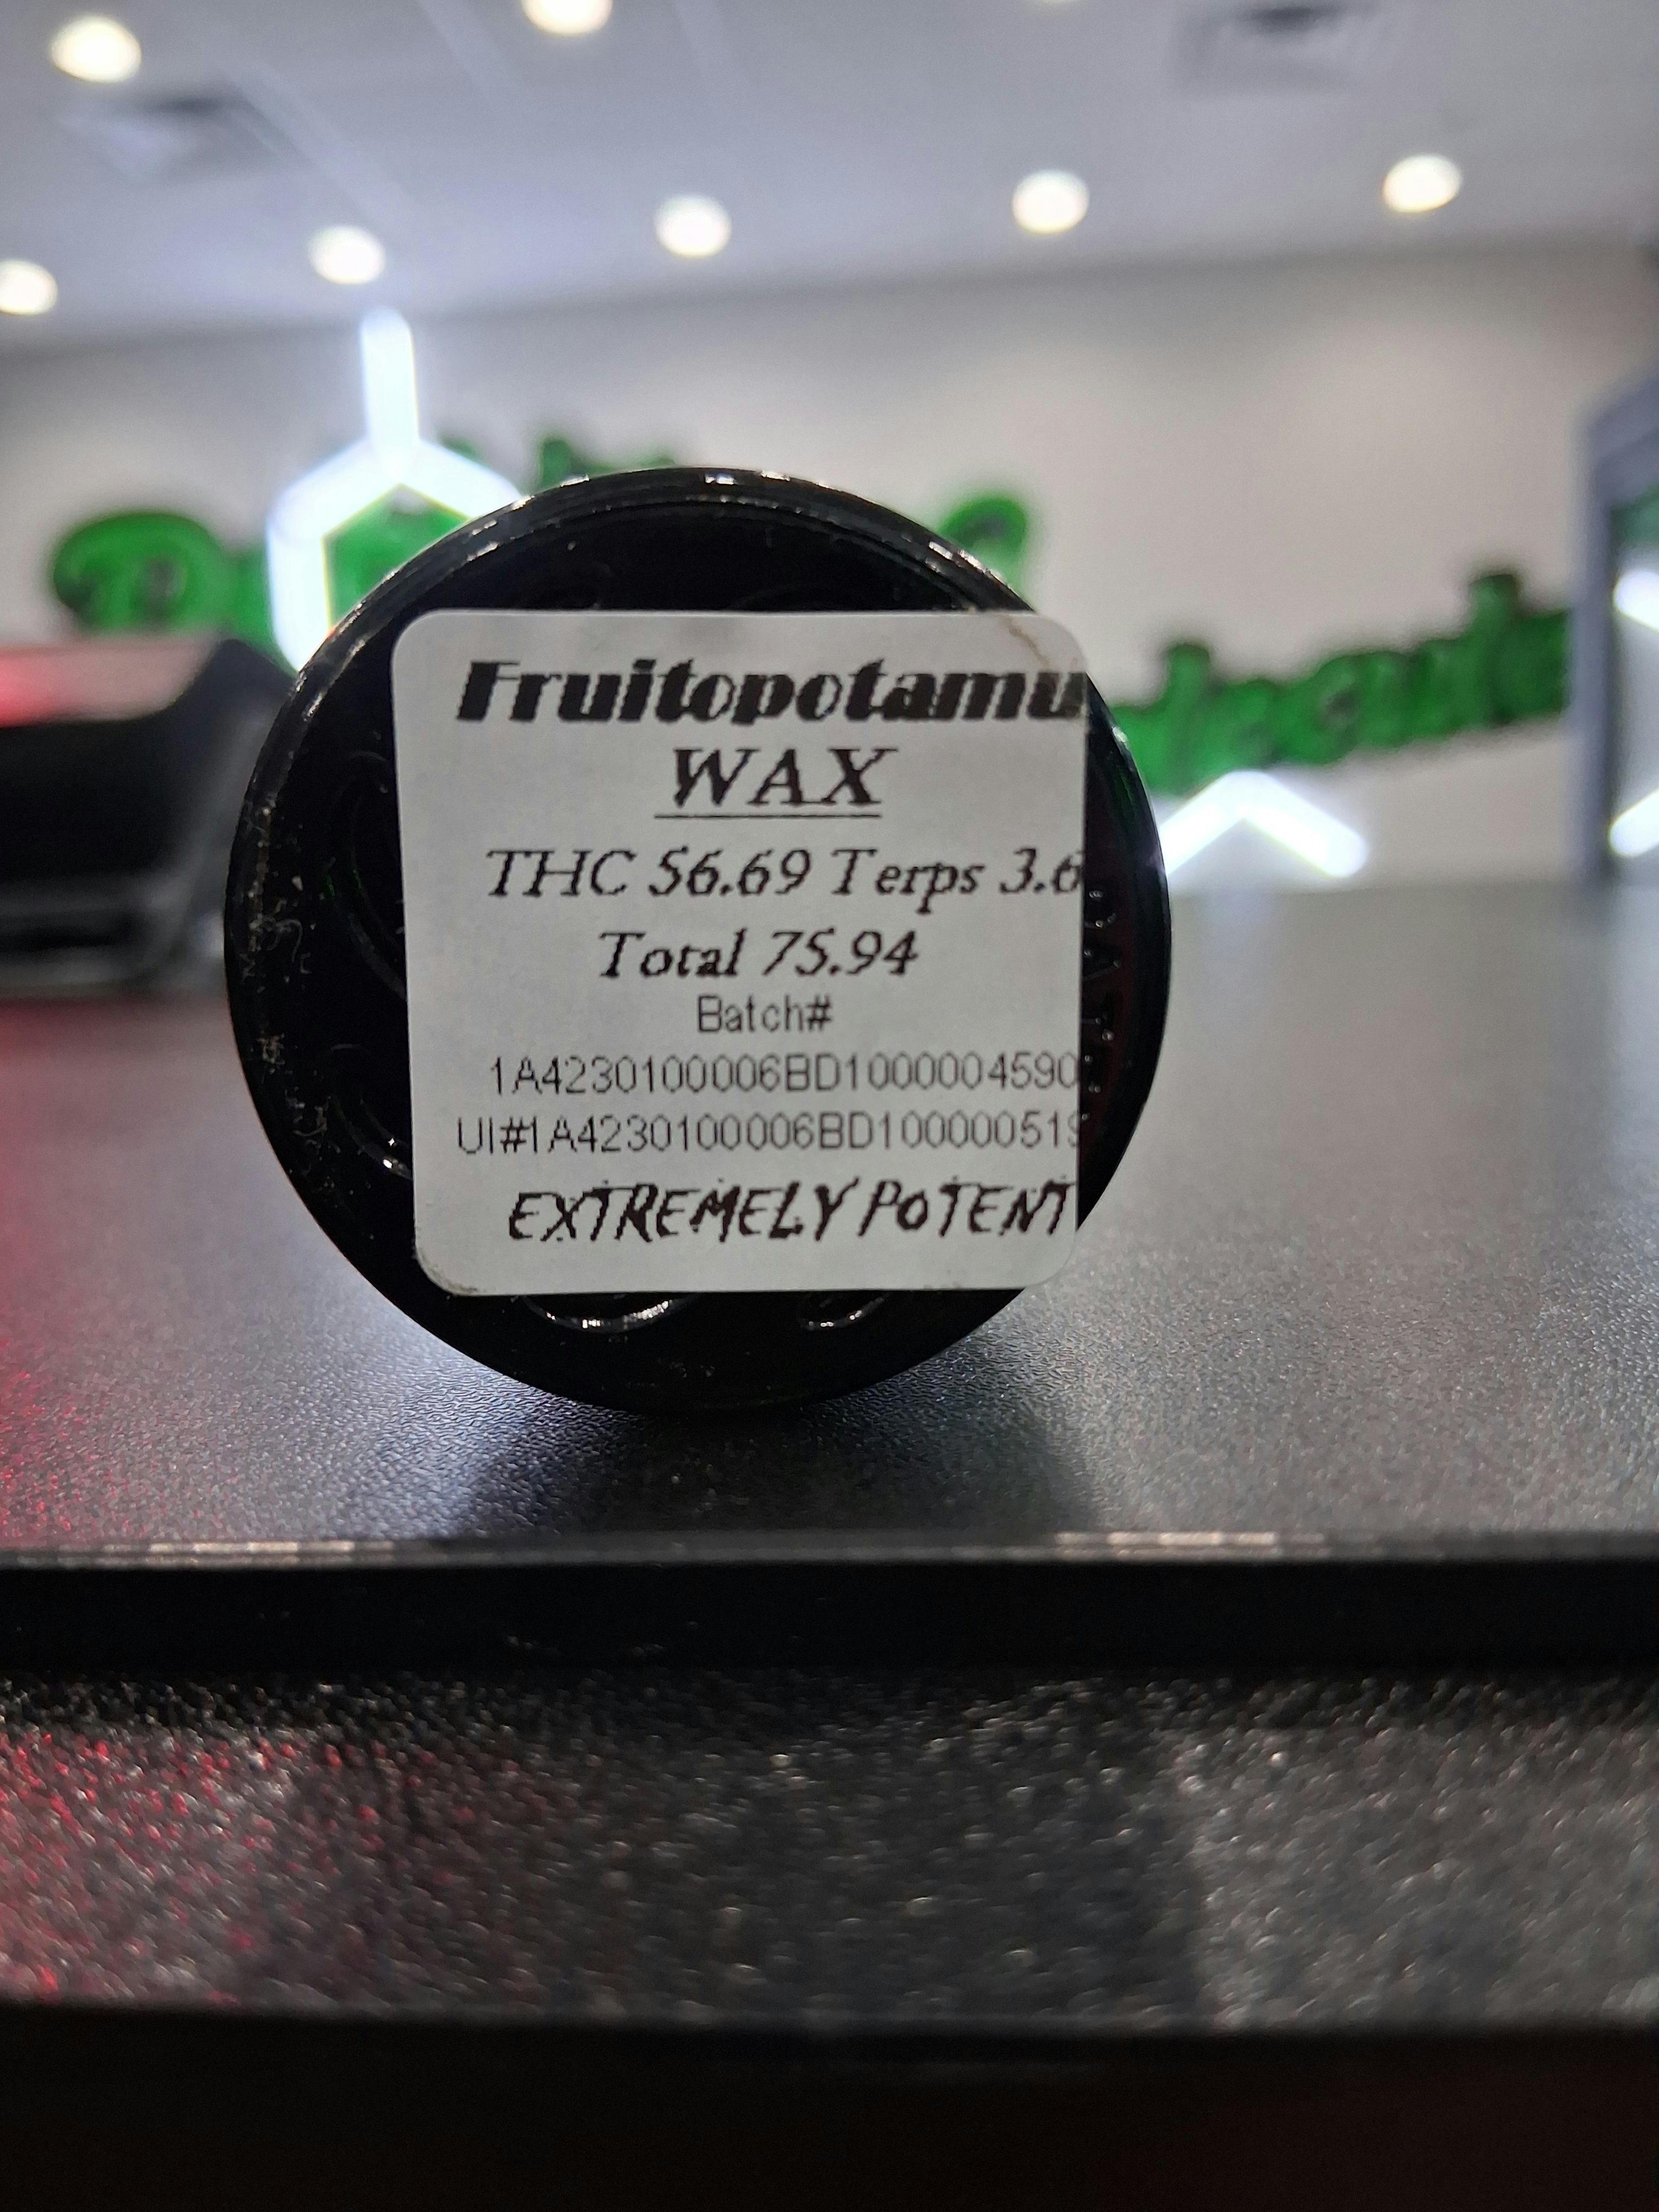 Fruitopotamu
WAX
THC 56.69 Terps 3.6
Total 75.94
Batch#
1A4230100006BD1000004590
UI#1A4230100006BD100000519
EXTREMELY POTENT